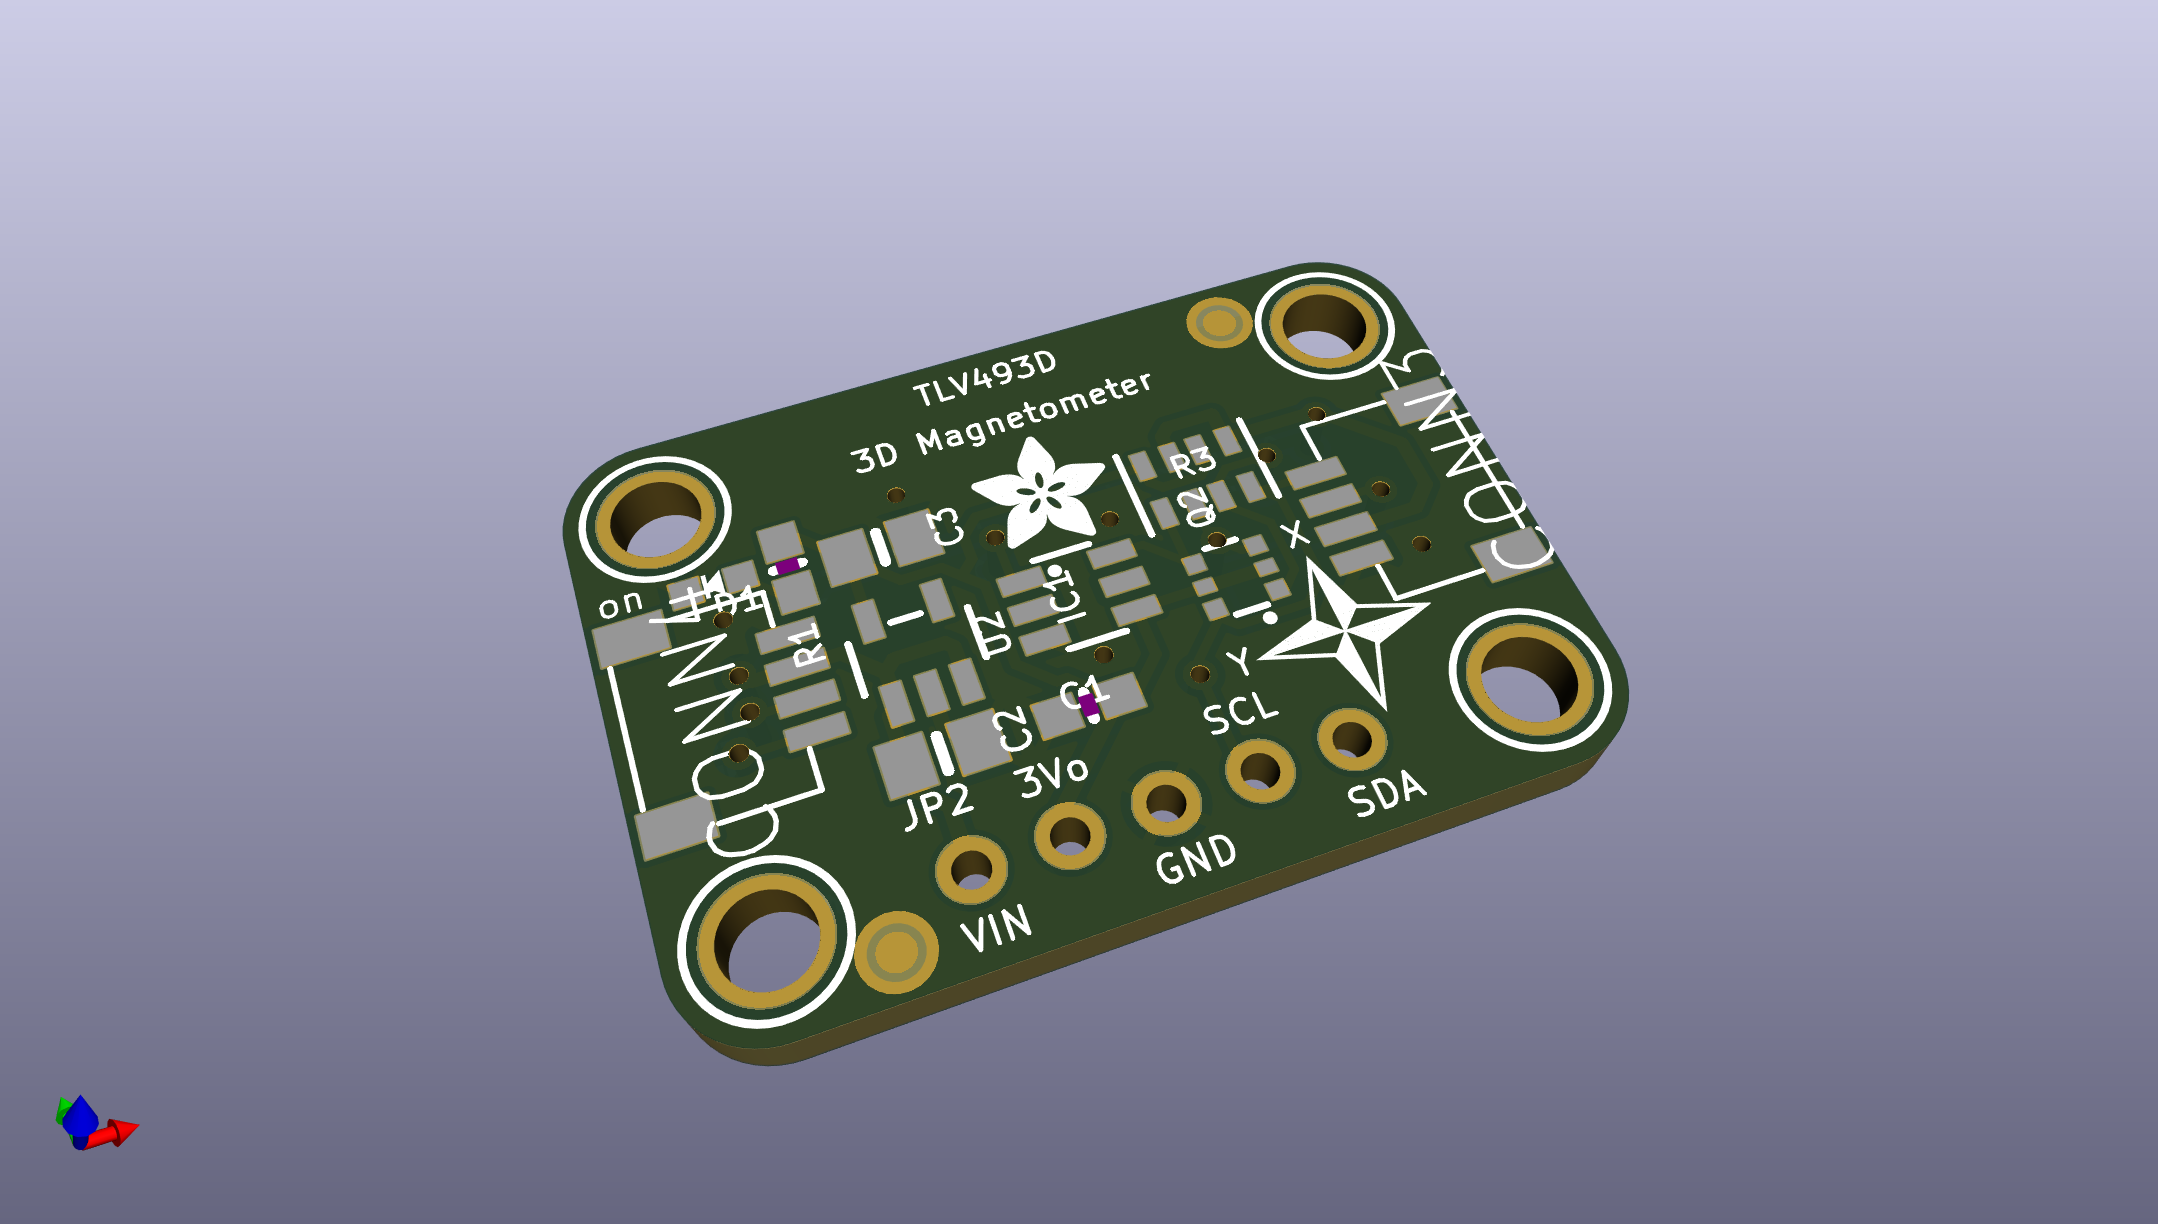 TLV493D
3D Magnetometer
CONN3
R3
Q2
C3
X
on
D1
IC1
U2
R1
Y
C1
SCL
C2
3Vo
JP2
SDA
GND
VIN